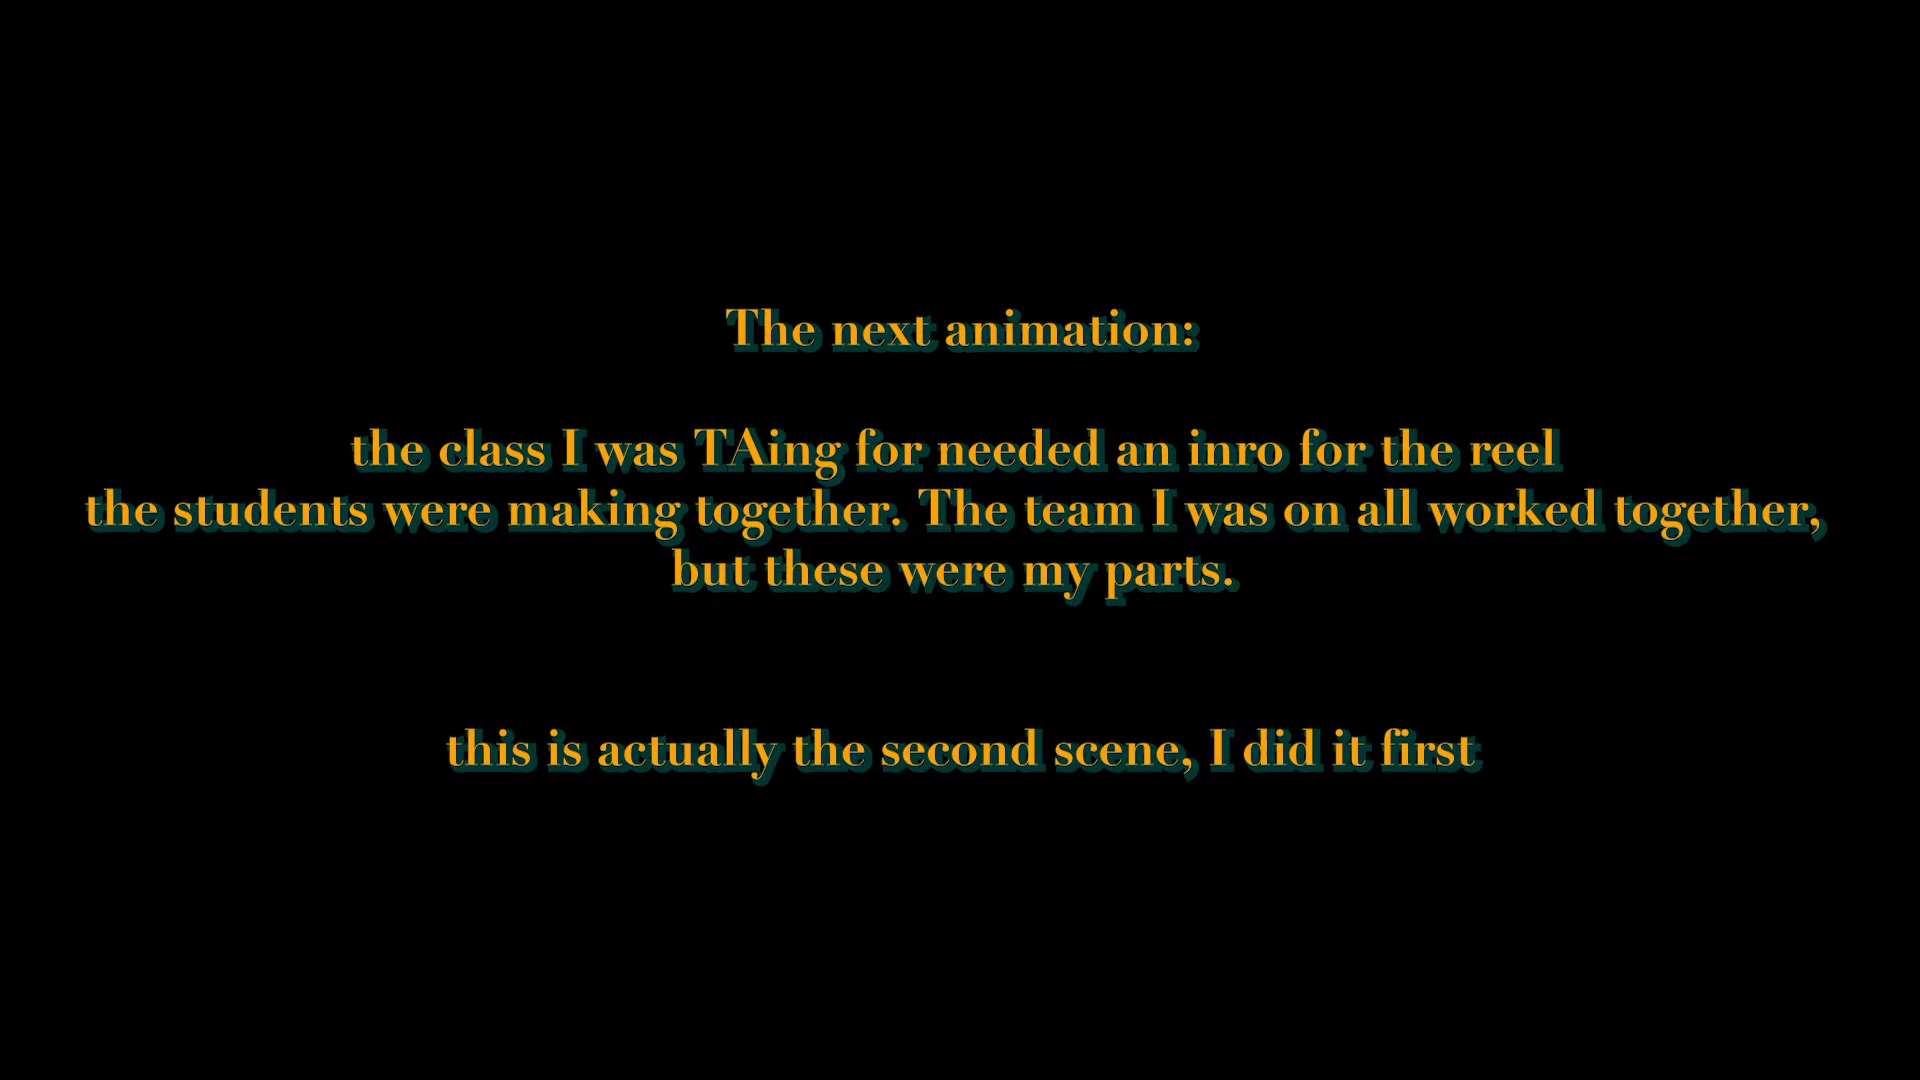 The next animation:
the class I was TAing for needed an inro for the reel
the students were making together. The team I was on all worked together,
but these were my parts.
this is actually the second scene, I did it first